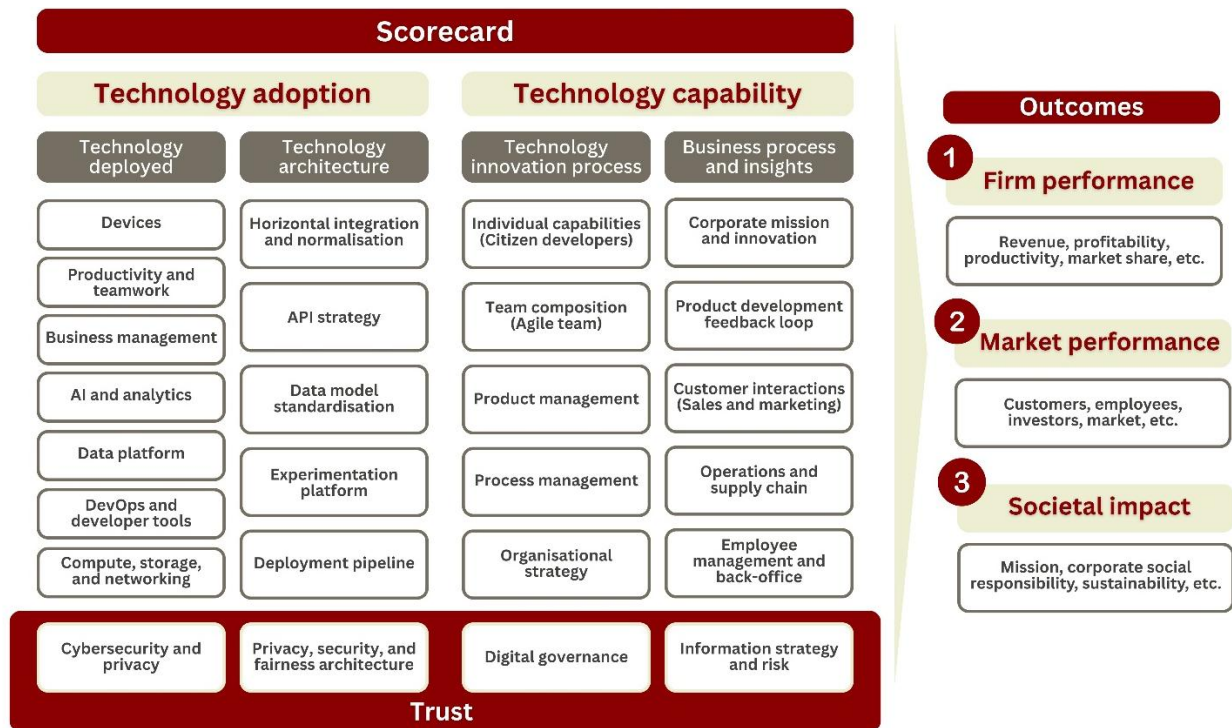 Scorecard
Technology adoption
Technology capability
Technology
deployed
Technology
architecture
Technology
innovation process
Business process
and insights
Devices
Productivity and
teamwork
Business management
AI and analytics
Data platform
DevOps and
developer tools
Compute, storage,
and networking
Horizontal integration
and normalisation
API strategy
Data model
standardisation
Experimentation
platform
Deployment pipeline
Individual capabilities
(Citizen developers)
Team composition
(Agile team)
Product management
Process management
Organisational
strategy
Corporate mission
and innovation
Product development
feedback loop
Customer interactions
(Sales and marketing)
Operations and
supply chain
Employee
management and
back-office
Cybersecurity and
privacy
Privacy, security, and
fairness architecture
Digital governance
Information strategy
and risk
Trust
Outcomes
1
Firm performance
Revenue, profitability,
productivity, market share, etc.
2
Market performance
Customers, employees,
investors, market, etc.
3
Societal impact
Mission, corporate social
responsibility, sustainability, etc.